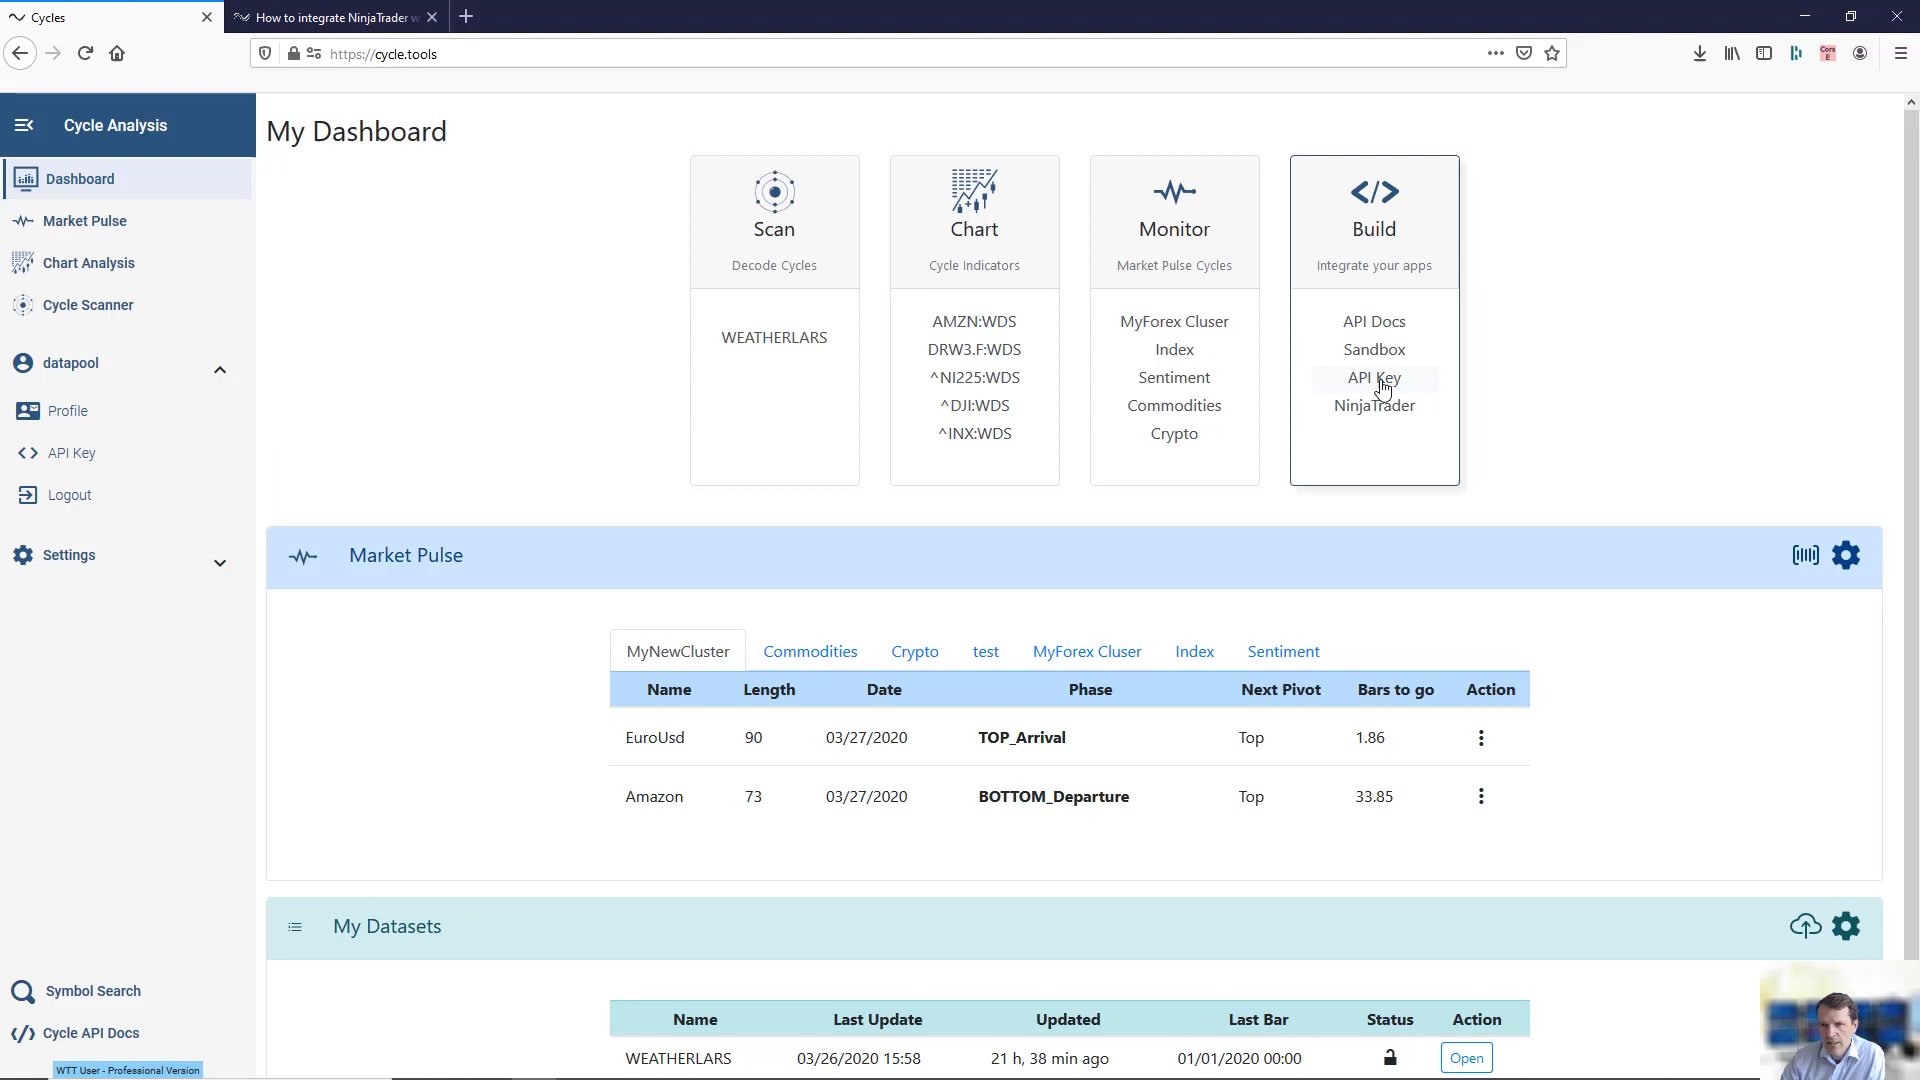 Cycles
How to integrate NinjaTrader w
https://cycle.tools
Cors
E
Cycle Analysis
Dashboard
Market Pulse
Chart Analysis
Cycle Scanner
datapool
Profile
API Key
Logout
Settings
Symbol Search
Cycle API Docs
WTT User - Professional Version
My Dashboard
Scan
Decode Cycles
WEATHERLARS
Chart
Cycle Indicators
AMZN:WDS
DRW3.F:WDS
^NI225:WDS
^DJI:WDS
^INX:WDS
Monitor
Market Pulse Cycles
MyForex Cluser
Index
Sentiment
Commodities
Crypto
Build
Integrate your apps
API Docs
Sandbox
API Key
NinjaTrader
Market Pulse
MyNewCluster Commodities Crypto test MyForex Cluser Index Sentiment
Name Length Date Phase Next Pivot Bars to go Action
EuroUsd 90 03/27/2020 TOP_Arrival Top 1.86
Amazon 73 03/27/2020 BOTTOM_Departure Top 33.85
My Datasets
Name Last Update Updated Last Bar Status Action
WEATHERLARS 03/26/2020 15:58 21 h, 38 min ago 01/01/2020 00:00 Open